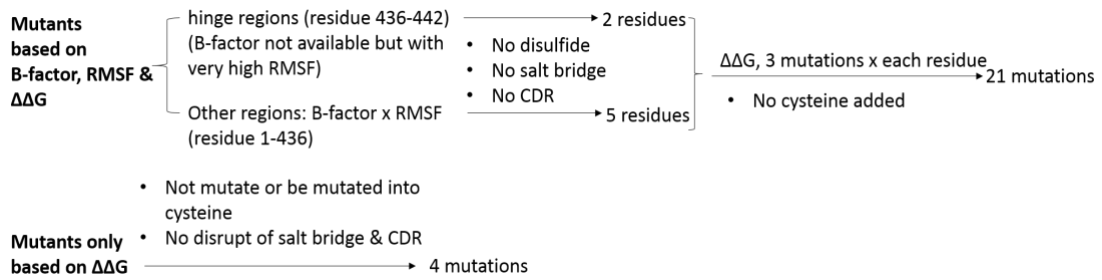 Mutants
based on
B-factor, RMSF &
ΔΔG
hinge regions (residue 436-442)
(B-factor not available but with
very high RMSF)
Other regions: B-factor x RMSF
(residue 1-436)
• No disulfide
• No salt bridge
• No CDR
2 residues
5 residues
ΔΔG, 3 mutations x each residue
• No cysteine added
21 mutations
• Not mutate or be mutated into
cysteine
• No disrupt of salt bridge & CDR
Mutants only
based on ΔΔG
4 mutations